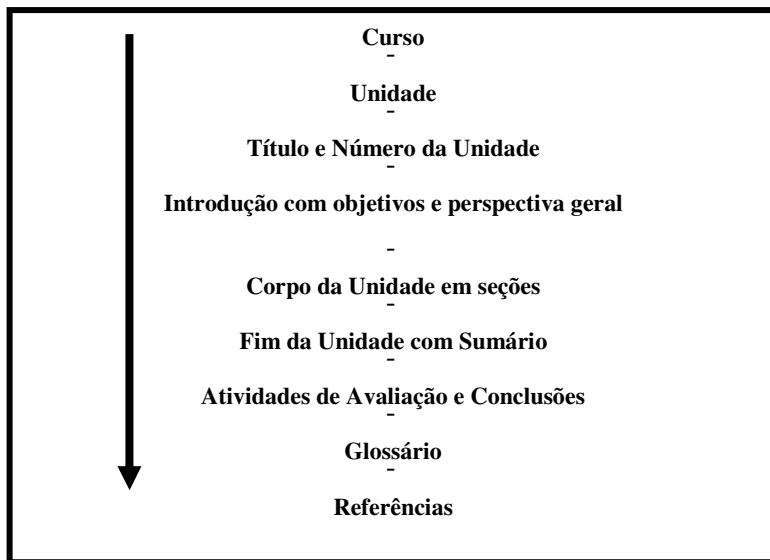 Curso
-
Unidade
-
Título e Número da Unidade
-
Introdução com objetivos e perspectiva geral
-
Corpo da Unidade em seções
-
Fim da Unidade com Sumário
-
Atividades de Avaliação e Conclusões
-
Glossário
-
Referências